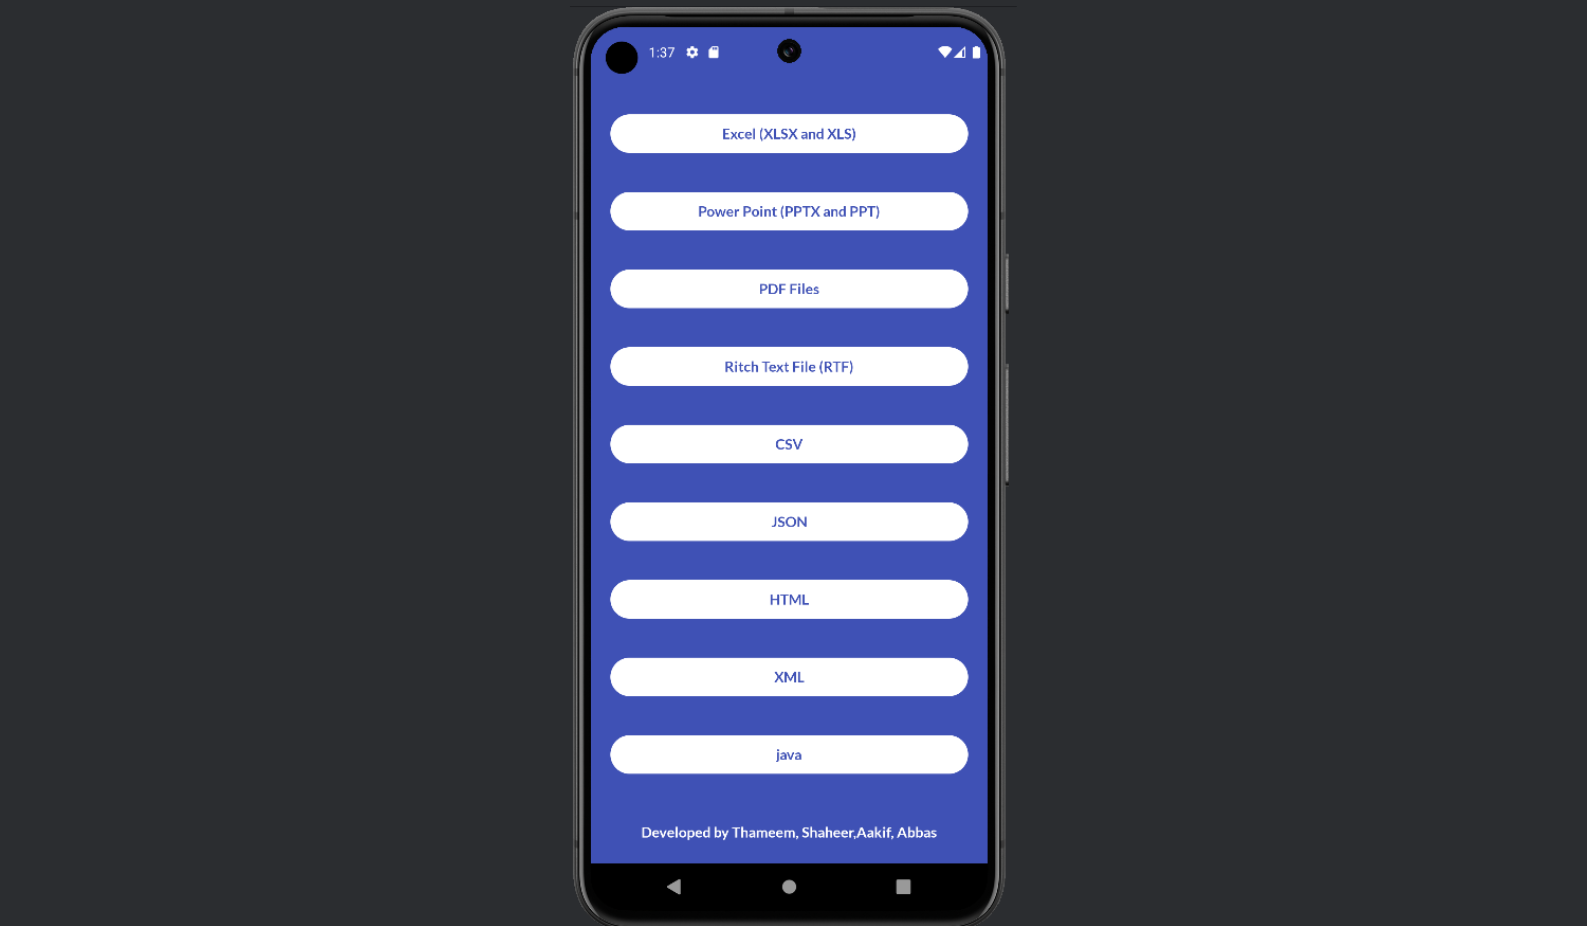 1:37
Excel (XLSX and XLS)
Power Point (PPTX and PPT)
PDF Files
Ritch Text File (RTF)
CSV
JSON
HTML
XML
java
Developed by Thameem, Shaheer,Aakif, Abbas